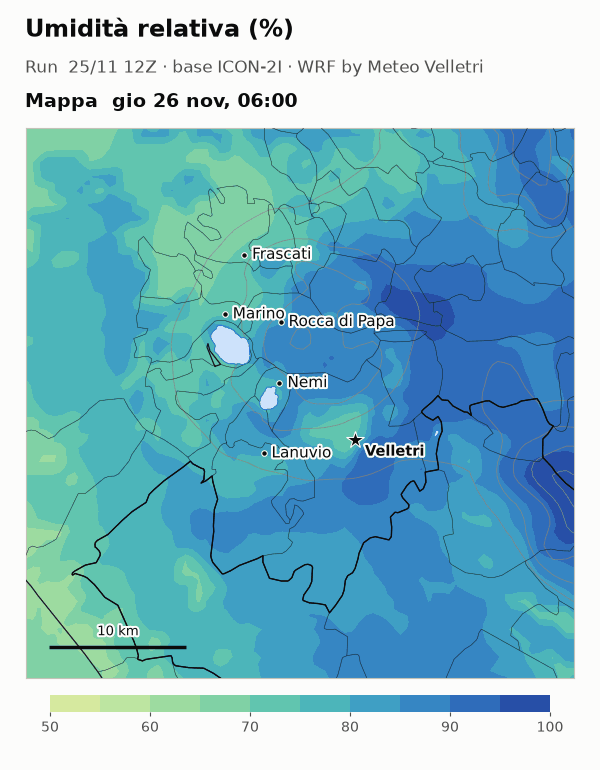 Umidità relativa (%)
Run  25/11 12Z · base ICON-2I · WRF by Meteo Velletri
Mappa  gio 26 nov, 06:00
Frascati
Marino
Rocca di Papa
Nemi
Velletri
Lanuvio
10 km
50 60 70 80 90 100